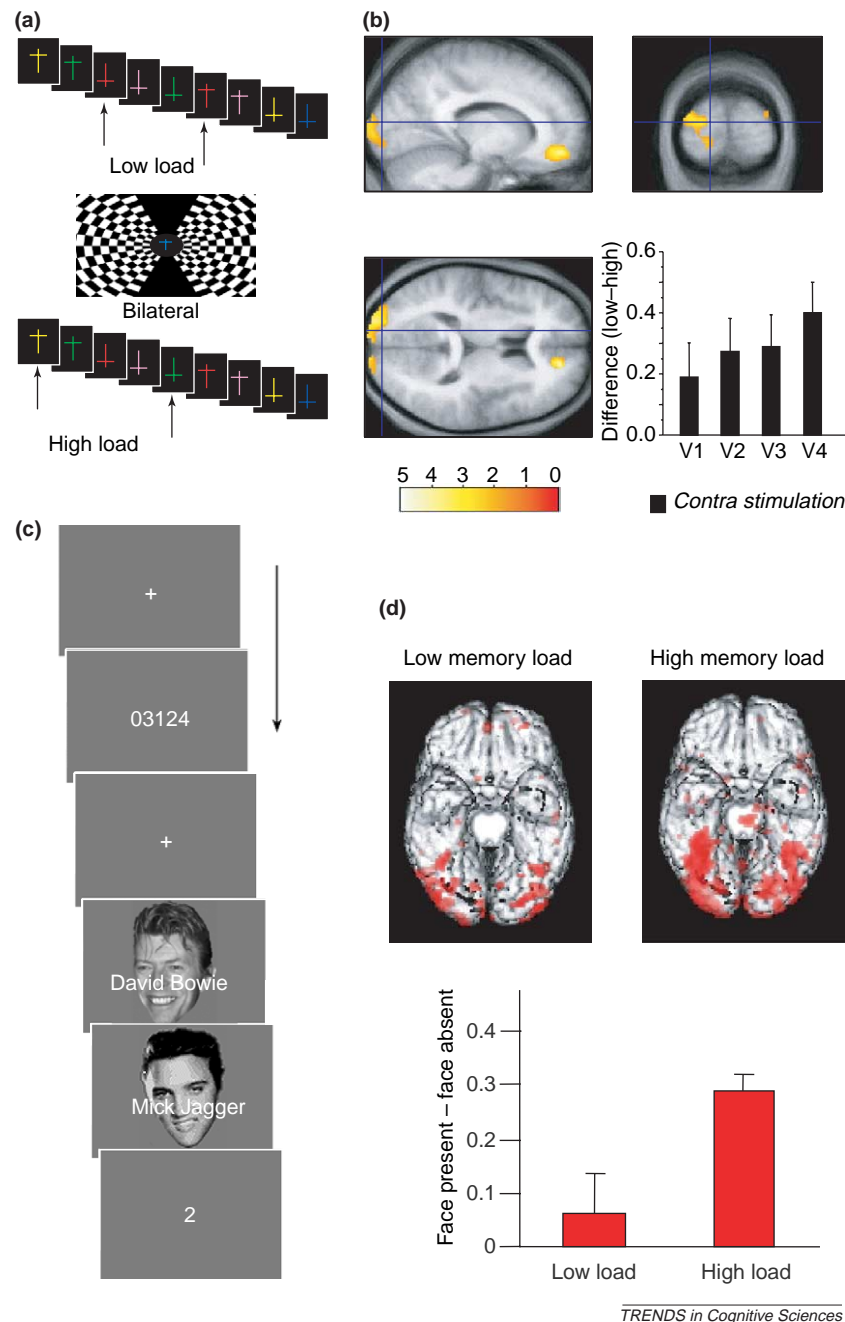 (a)
Low load
Bilateral
High load
(b)
Difference (low–high)
0.6
0.4
0.2
0.0
V1 V2 V3 V4
5 4 3 2 1 0
Contra stimulation
(c)
+
03124
+
David Bowie
Mick Jagger
2
(d)
Low memory load High memory load
Face present – face absent
0.4
0.3
0.2
0.1
0
Low load High load
TRENDS in Cognitive Sciences